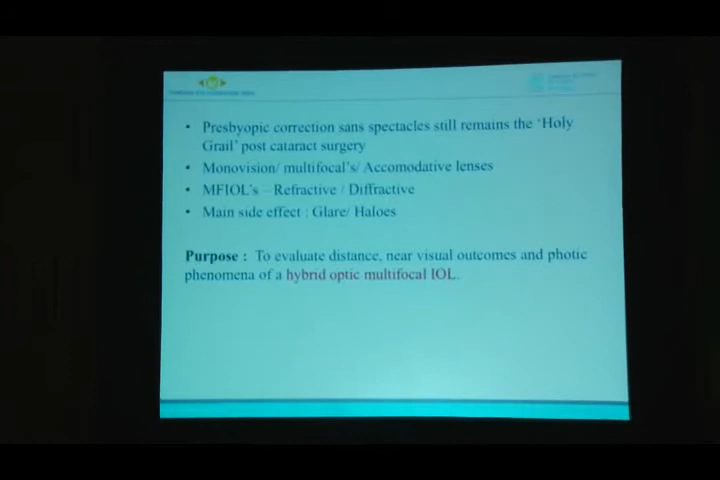 • Presbyopic correction sans spectacles still remains the ‘Holy
Grail’ post cataract surgery
• Monovision/ multifocal’s/ Accomodative lenses
• MFIOL’s – Refractive / Diffractive
• Main side effect : Glare/ Haloes
Purpose : To evaluate distance, near visual outcomes and photic
phenomena of a hybrid optic multifocal IOL.